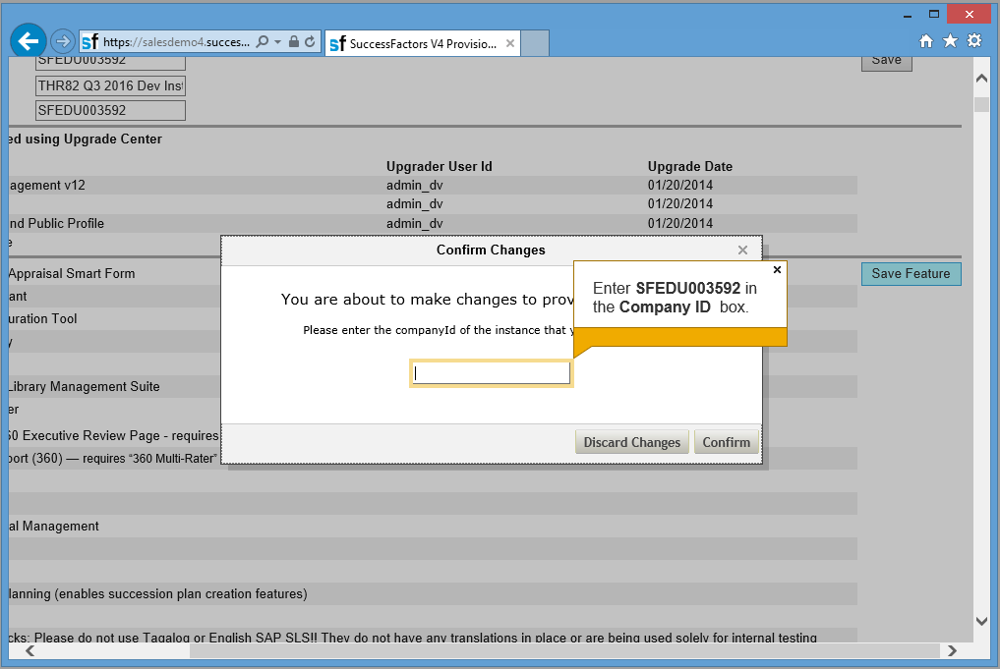 https://salesdemo4.succes...
SuccessFactors V4 Provisio...
SFEDU003592
Save
THR82 Q3 2016 Dev Inst
SFEDU003592
ed using Upgrade Center
Upgrader User Id Upgrade Date
agement v12 admin_dv 01/20/2014
admin_dv 01/20/2014
nd Public Profile admin_dv 01/20/2014
e
Confirm Changes
Appraisal Smart Form
Save Feature
ant
uration Tool
y
Library Management Suite
er
60 Executive Review Page - requires
port (360) — requires “360 Multi-Rater”
You are about to make changes to prov
Please enter the companyId of the instance that y
Enter SFEDU003592 in
the Company ID box.
Discard Changes Confirm
al Management
lanning (enables succession plan creation features)
cks: Please do not use Tagalog or English SAP SLS!! They do not have any translations in place or are being used solely for internal testing